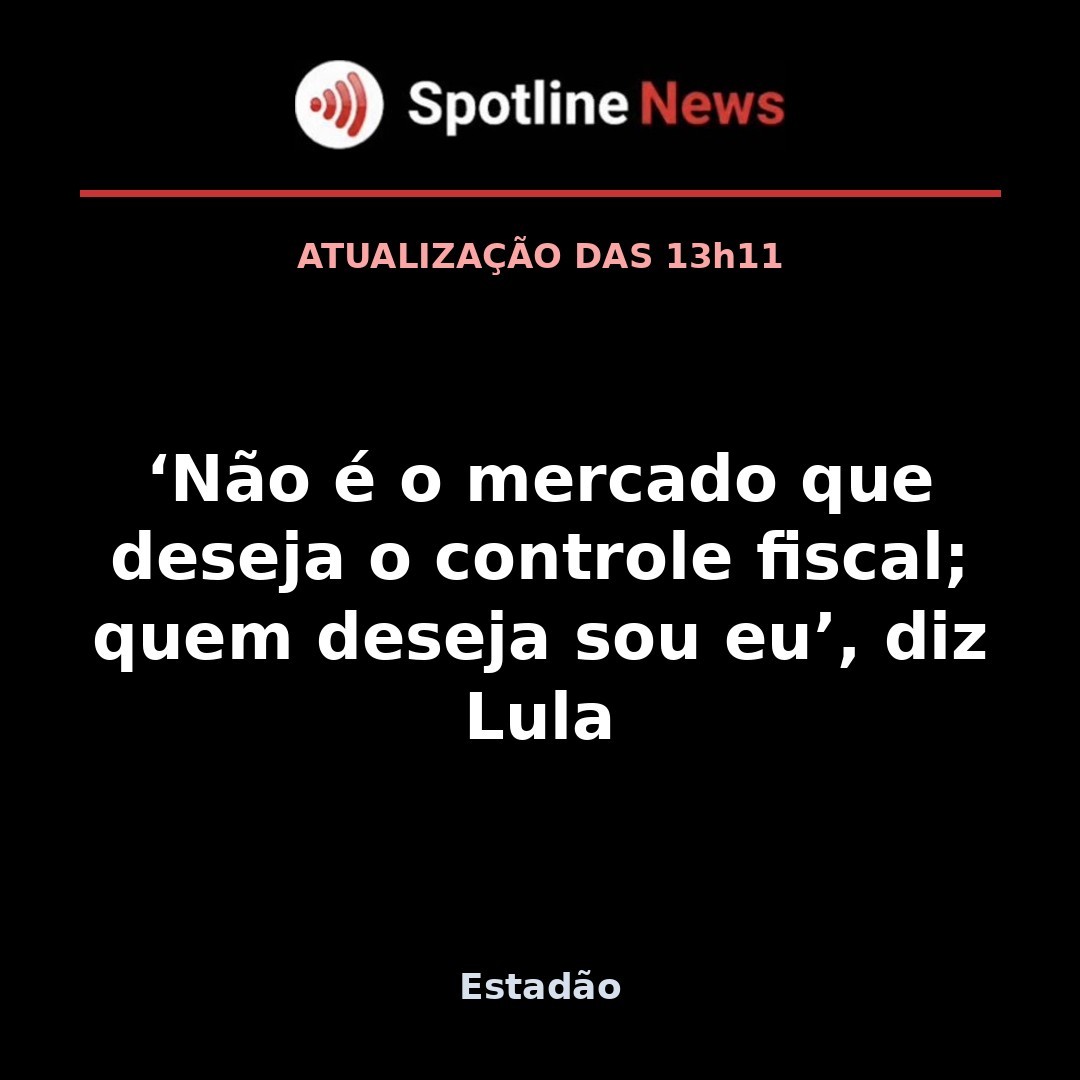 Spotline News
ATUALIZAÇÃO DAS 13h11
‘Não é o mercado que
deseja o controle fiscal;
quem deseja sou eu’, diz
Lula
Estadão